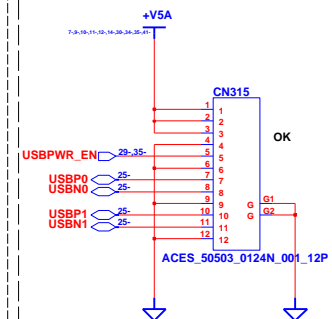 +V5A
7-,9-,10-,11-,12-,14-,30-,34-,35-,41-
CN315
1 1
2 2
3 3
4 4
USBPWR_EN 29-,35- 5 5
6 6
USBP0 25- 7 7
USBN0 25- 8 8
9 9 G G1
USBP1 25- 10 10 G G2
USBN1 25- 11 11
12 12
OK
ACES_50503_0124N_001_12P